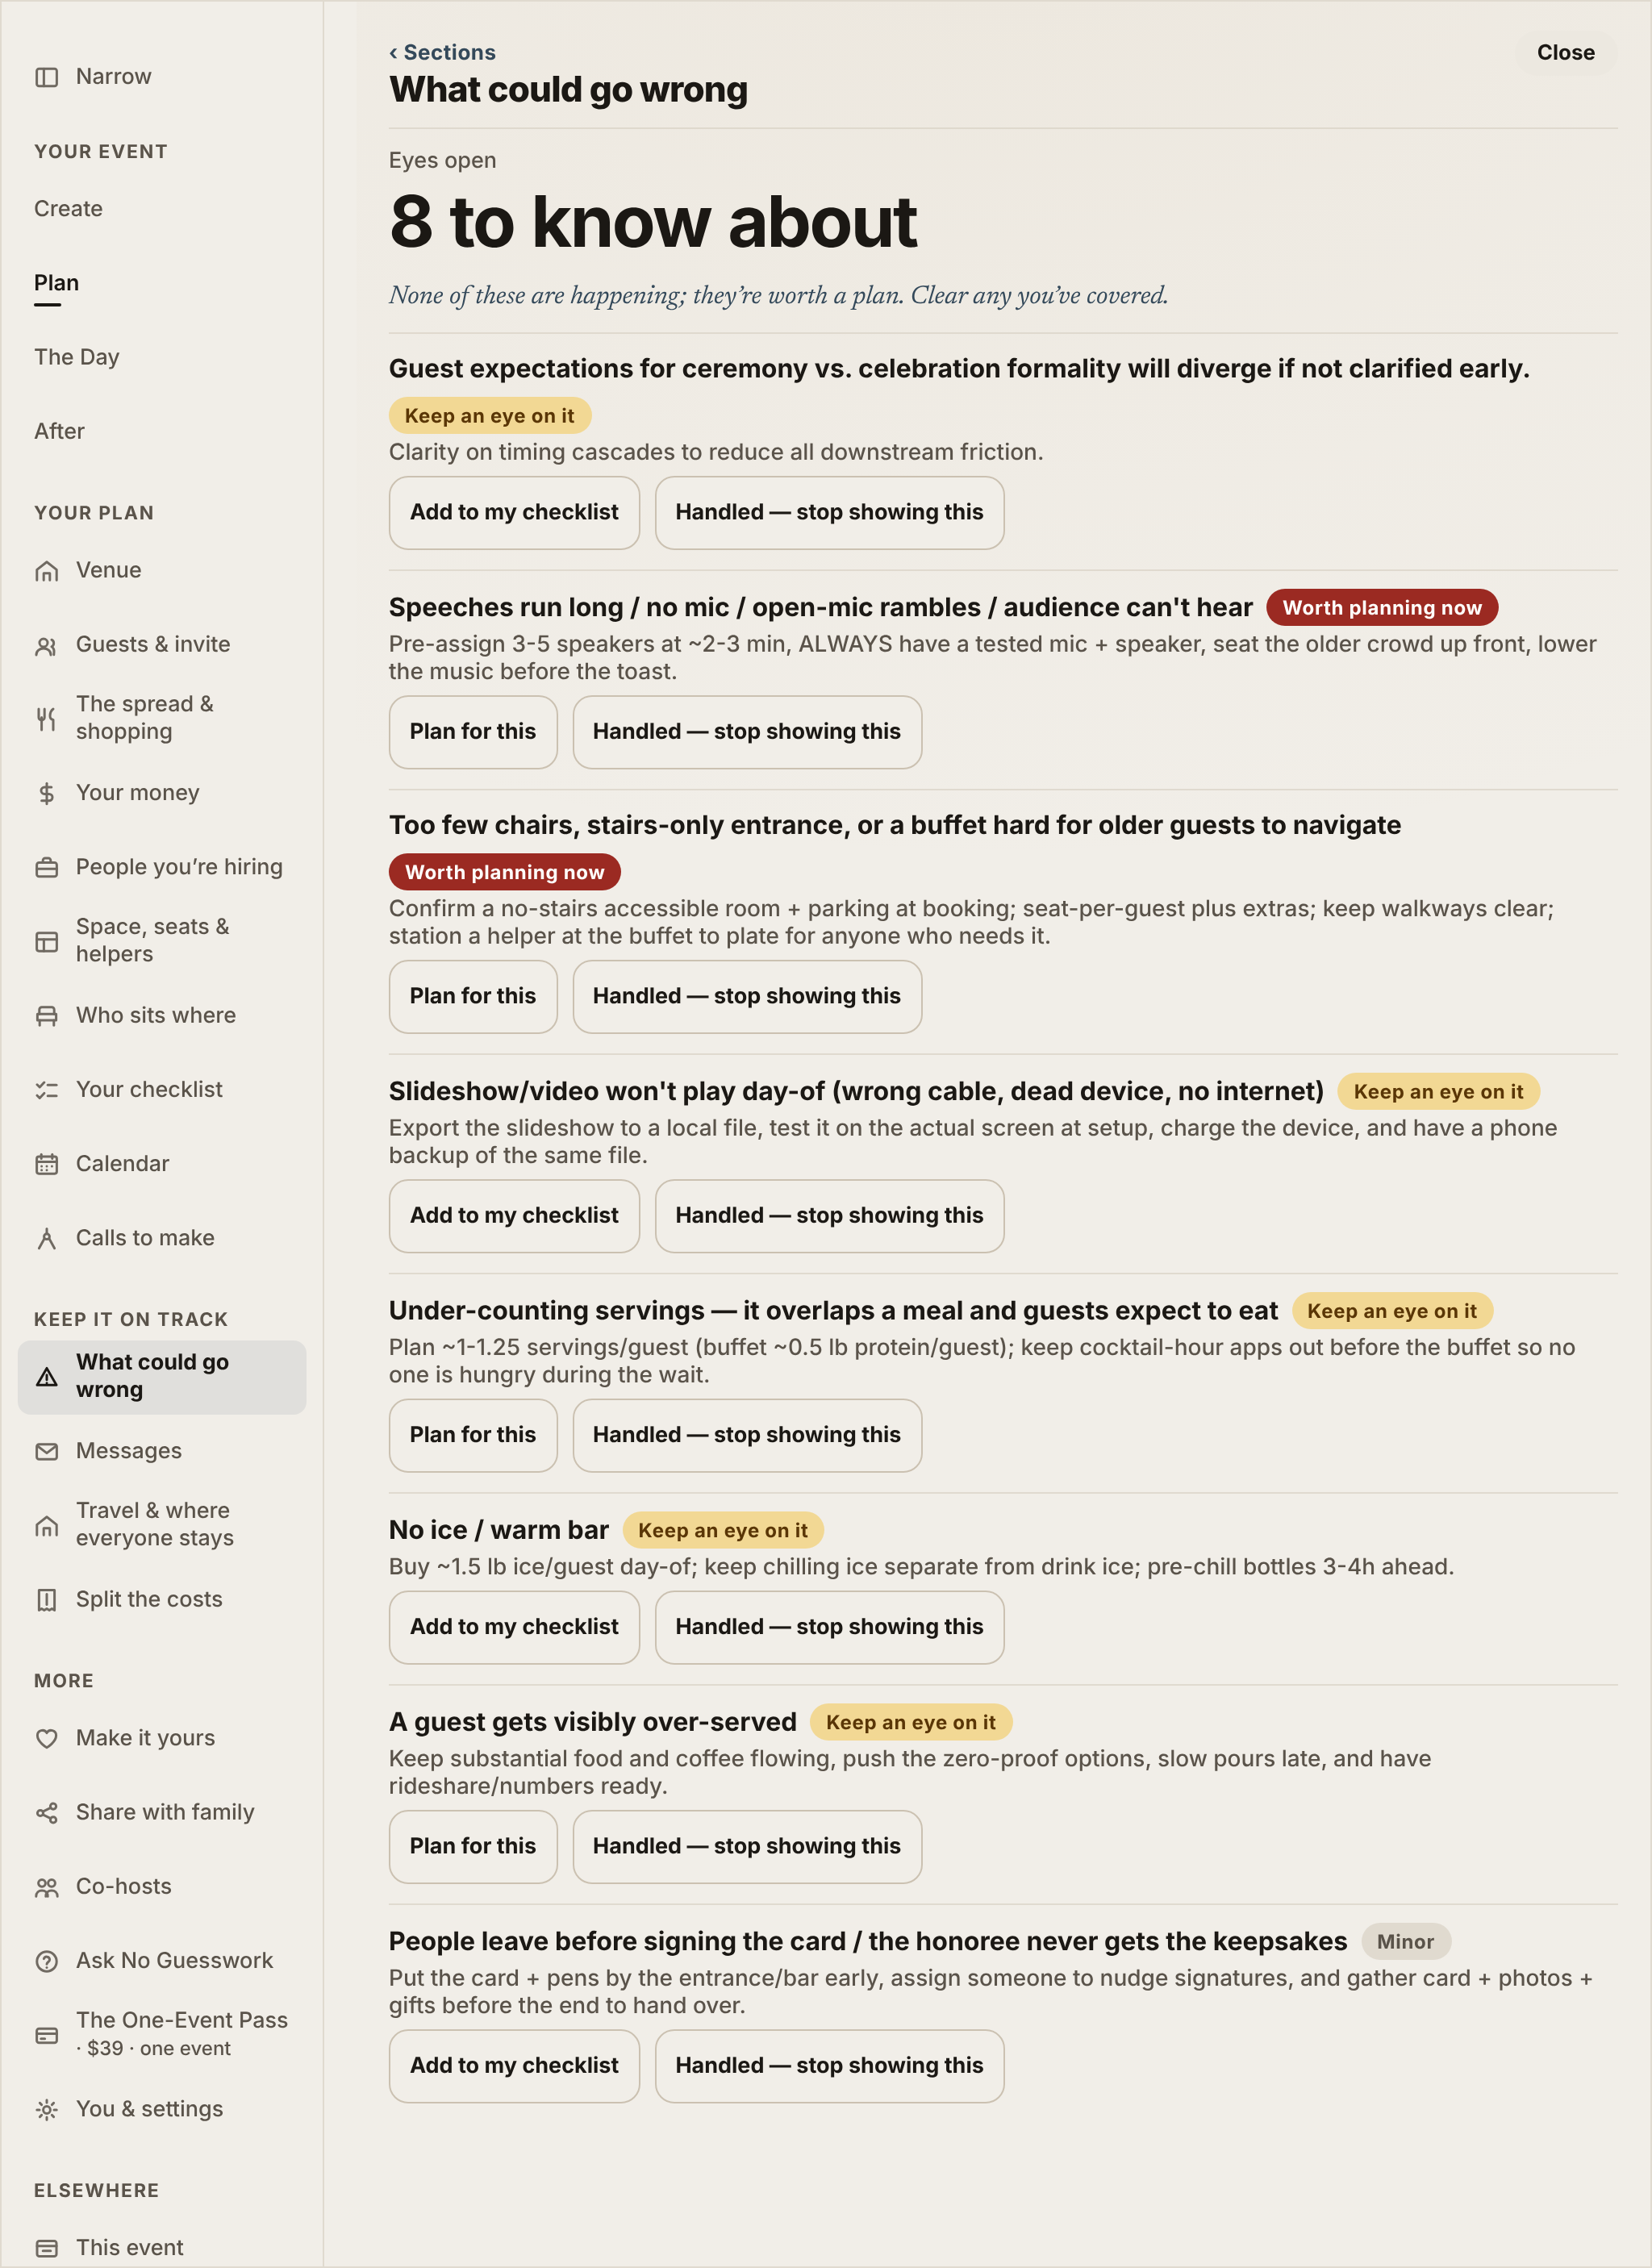 Narrow
YOUR EVENT
Create
Plan
The Day
After
YOUR PLAN
Venue
Guests & invite
The spread &
shopping
Your money
People you’re hiring
Space, seats &
helpers
Who sits where
Your checklist
Calendar
Calls to make
KEEP IT ON TRACK
What could go
wrong
Messages
Travel & where
everyone stays
Split the costs
MORE
Make it yours
Share with family
Co-hosts
Ask No Guesswork
The One-Event Pass
· $39 · one event
You & settings
ELSEWHERE
This event
‹ Sections
Close
What could go wrong
Eyes open
8 to know about
None of these are happening; they’re worth a plan. Clear any you’ve covered.
Guest expectations for ceremony vs. celebration formality will diverge if not clarified early.
Keep an eye on it
Clarity on timing cascades to reduce all downstream friction.
Add to my checklist
Handled — stop showing this
Speeches run long / no mic / open-mic rambles / audience can't hear
Worth planning now
Pre-assign 3-5 speakers at ~2-3 min, ALWAYS have a tested mic + speaker, seat the older crowd up front, lower
the music before the toast.
Plan for this
Handled — stop showing this
Too few chairs, stairs-only entrance, or a buffet hard for older guests to navigate
Worth planning now
Confirm a no-stairs accessible room + parking at booking; seat-per-guest plus extras; keep walkways clear;
station a helper at the buffet to plate for anyone who needs it.
Plan for this
Handled — stop showing this
Slideshow/video won't play day-of (wrong cable, dead device, no internet)
Keep an eye on it
Export the slideshow to a local file, test it on the actual screen at setup, charge the device, and have a phone
backup of the same file.
Add to my checklist
Handled — stop showing this
Under-counting servings — it overlaps a meal and guests expect to eat
Keep an eye on it
Plan ~1-1.25 servings/guest (buffet ~0.5 lb protein/guest); keep cocktail-hour apps out before the buffet so no
one is hungry during the wait.
Plan for this
Handled — stop showing this
No ice / warm bar
Keep an eye on it
Buy ~1.5 lb ice/guest day-of; keep chilling ice separate from drink ice; pre-chill bottles 3-4h ahead.
Add to my checklist
Handled — stop showing this
A guest gets visibly over-served
Keep an eye on it
Keep substantial food and coffee flowing, push the zero-proof options, slow pours late, and have
rideshare/numbers ready.
Plan for this
Handled — stop showing this
People leave before signing the card / the honoree never gets the keepsakes
Minor
Put the card + pens by the entrance/bar early, assign someone to nudge signatures, and gather card + photos +
gifts before the end to hand over.
Add to my checklist
Handled — stop showing this